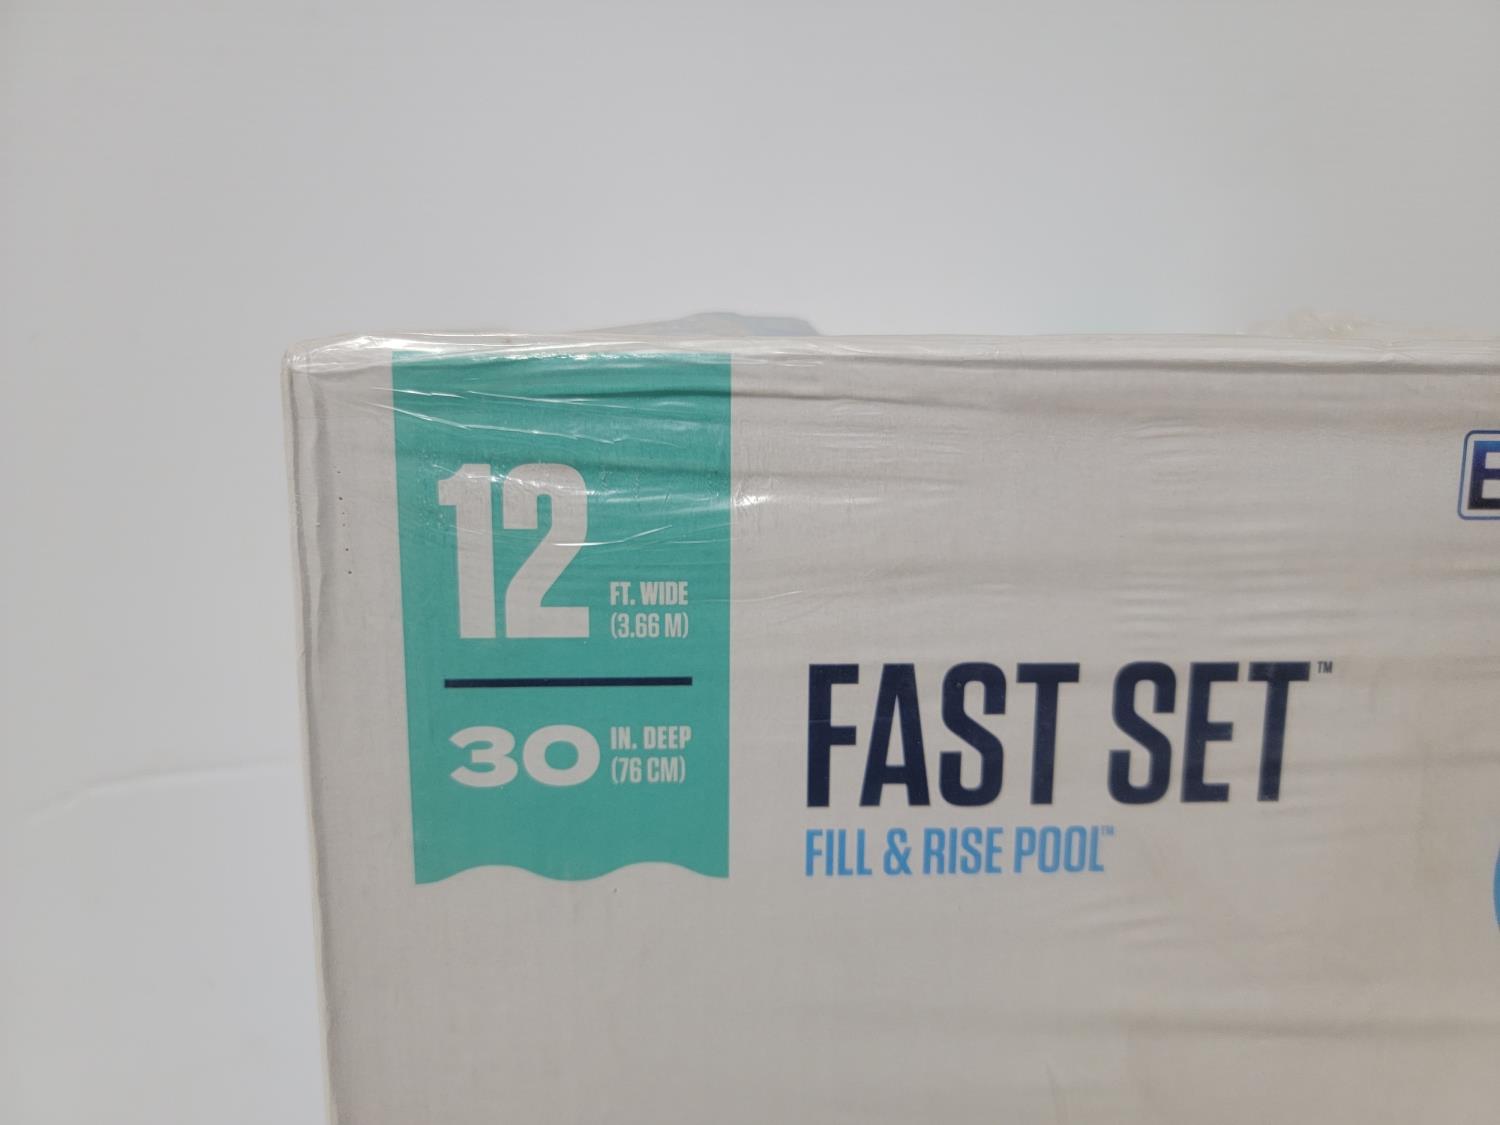 12
FT. WIDE
(3.66 M)
30
IN. DEEP
(76 CM)
FAST SET™
FILL & RISE POOL™